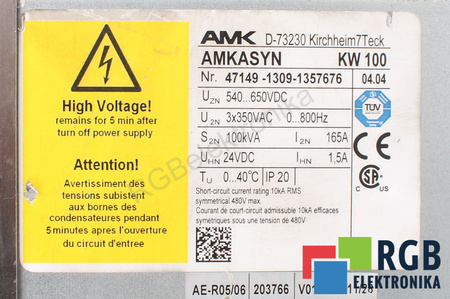 AMK D-73230 Kirchheim/Teck
AMKASYN KW 100
Nr. 47149 -1309-1357676 04.04
UZN 540...650VDC
U2N 3x350VAC 0...800Hz
S2N 100kVA I2N 165A
UHN 24VDC IHN 1,5A
TU 0..40°C IP 20
Short-circuit current rating 10kA RMS
symmetrical 480V max.
Courant de court-circuit admissible 10kA efficaces
symétriques sous une tension de 480V
TÜV
CE
High Voltage!
remains for 5 min after
turn off power supply
Attention!
Avertissement des
tensions subsistent
aux bornes des
condensateures pendant
5 minutes apres l'ouverture
du circuit d'entree
AE-R05/06 203766
RGBelektronika
RGB
ELEKTRONIKA